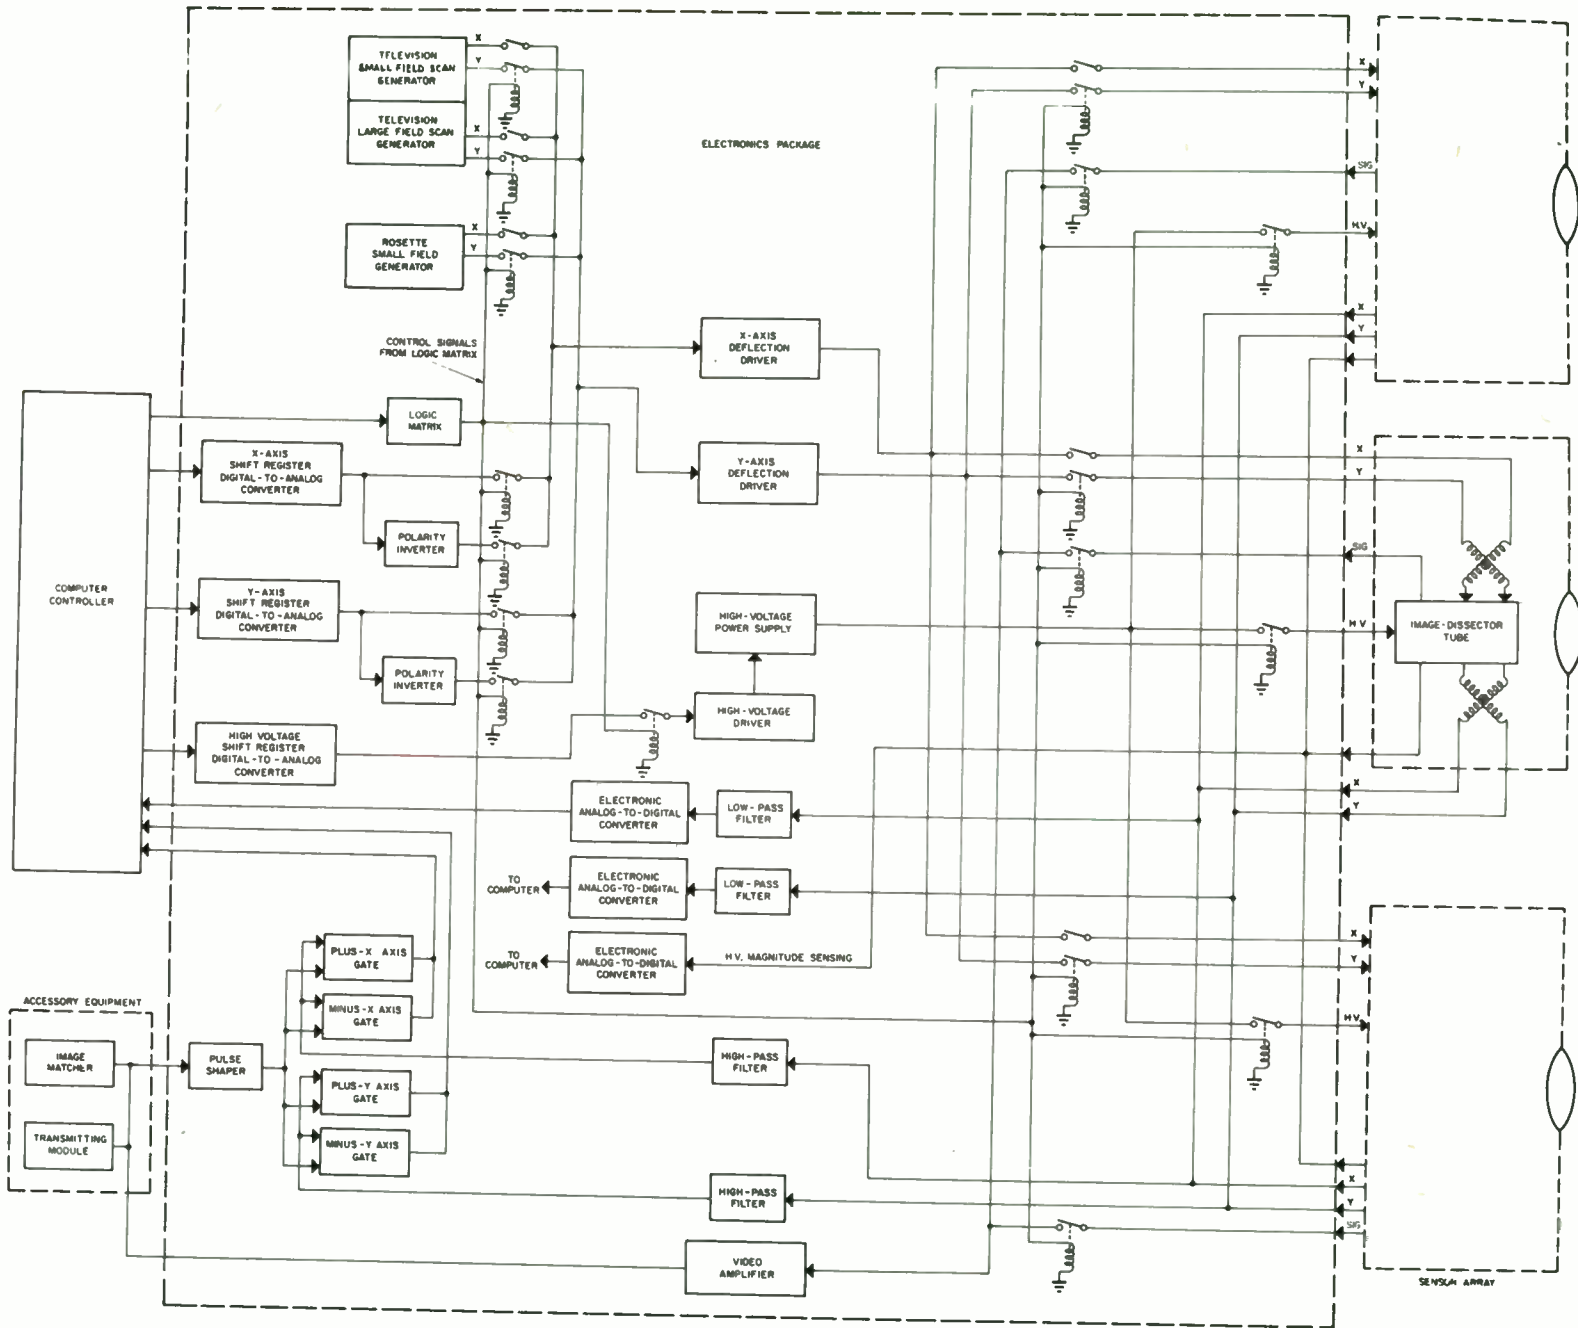 TELEVISION
SMALL FIELD SCAN
GENERATOR
X
Y
TELEVISION
LARGE FIELD SCAN
GENERATOR
X
Y
ROSETTE
SMALL FIELD
GENERATOR
X
Y
ELECTRONICS PACKAGE
X
Y
SIG
H.V.
X
Y
CONTROL SIGNALS
FROM LOGIC MATRIX
X-AXIS
DEFLECTION
DRIVER
LOGIC
MATRIX
X-AXIS
SHIFT REGISTER
DIGITAL-TO-ANALOG
CONVERTER
Y-AXIS
DEFLECTION
DRIVER
X
Y
POLARITY
INVERTER
SIG
COMPUTER
CONTROLLER
Y-AXIS
SHIFT REGISTER
DIGITAL-TO-ANALOG
CONVERTER
HIGH-VOLTAGE
POWER SUPPLY
H V
IMAGE-DISSECTOR
TUBE
POLARITY
INVERTER
HIGH-VOLTAGE
DRIVER
HIGH VOLTAGE
SHIFT REGISTER
DIGITAL-TO-ANALOG
CONVERTER
X
Y
ELECTRONIC
ANALOG-TO-DIGITAL
CONVERTER
LOW-PASS
FILTER
TO
COMPUTER
ELECTRONIC
ANALOG-TO-DIGITAL
CONVERTER
LOW-PASS
FILTER
TO
COMPUTER
ELECTRONIC
ANALOG-TO-DIGITAL
CONVERTER
H.V. MAGNITUDE SENSING
X
Y
H.V.
PLUS-X AXIS
GATE
MINUS-X AXIS
GATE
ACCESSORY EQUIPMENT
IMAGE
MATCHER
PULSE
SHAPER
HIGH-PASS
FILTER
PLUS-Y AXIS
GATE
TRANSMITTING
MODULE
MINUS-Y AXIS
GATE
HIGH-PASS
FILTER
X
Y
SIG
VIDEO
AMPLIFIER
SENSOR ARRAY